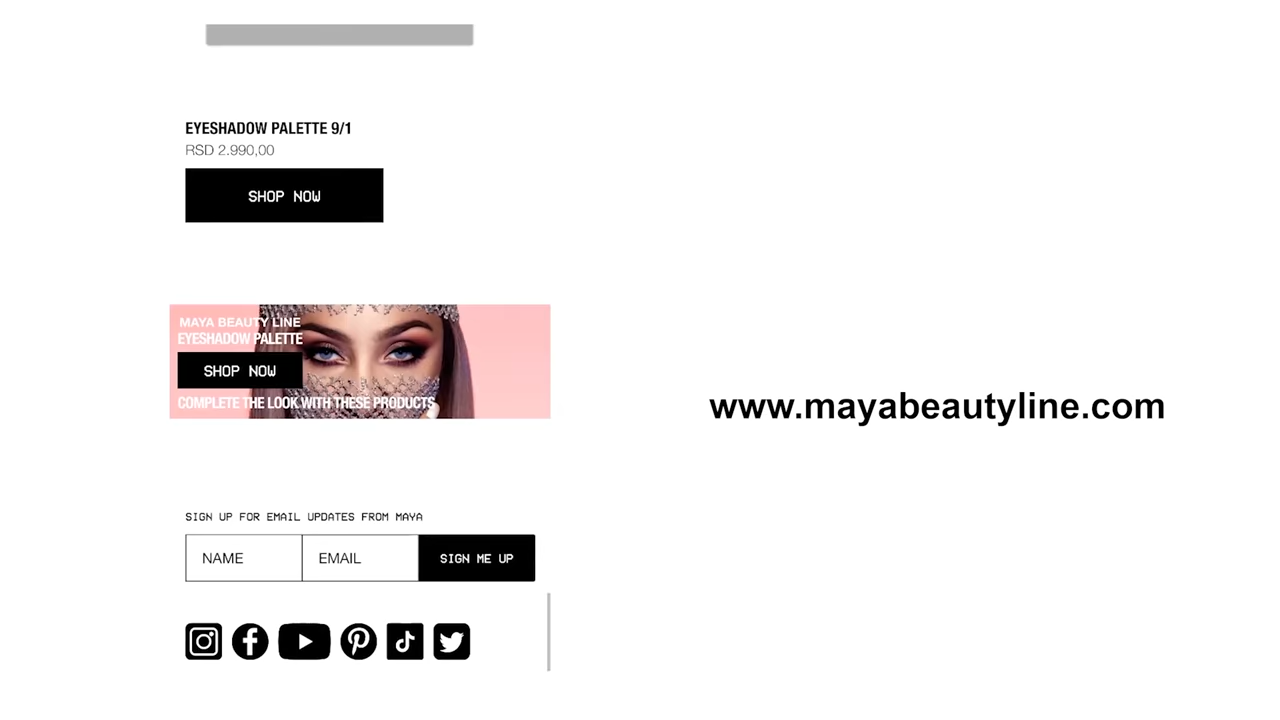 EYESHADOW PALETTE 9/1
RSD 2.990,00
SHOP NOW
MAYA BEAUTY LINE
EYESHADOW PALETTE
SHOP NOW
COMPLETE THE LOOK WITH THESE PRODUCTS
www.mayabeautyline.com
SIGN UP FOR EMAIL UPDATES FROM MAYA
NAME EMAIL SIGN ME UP